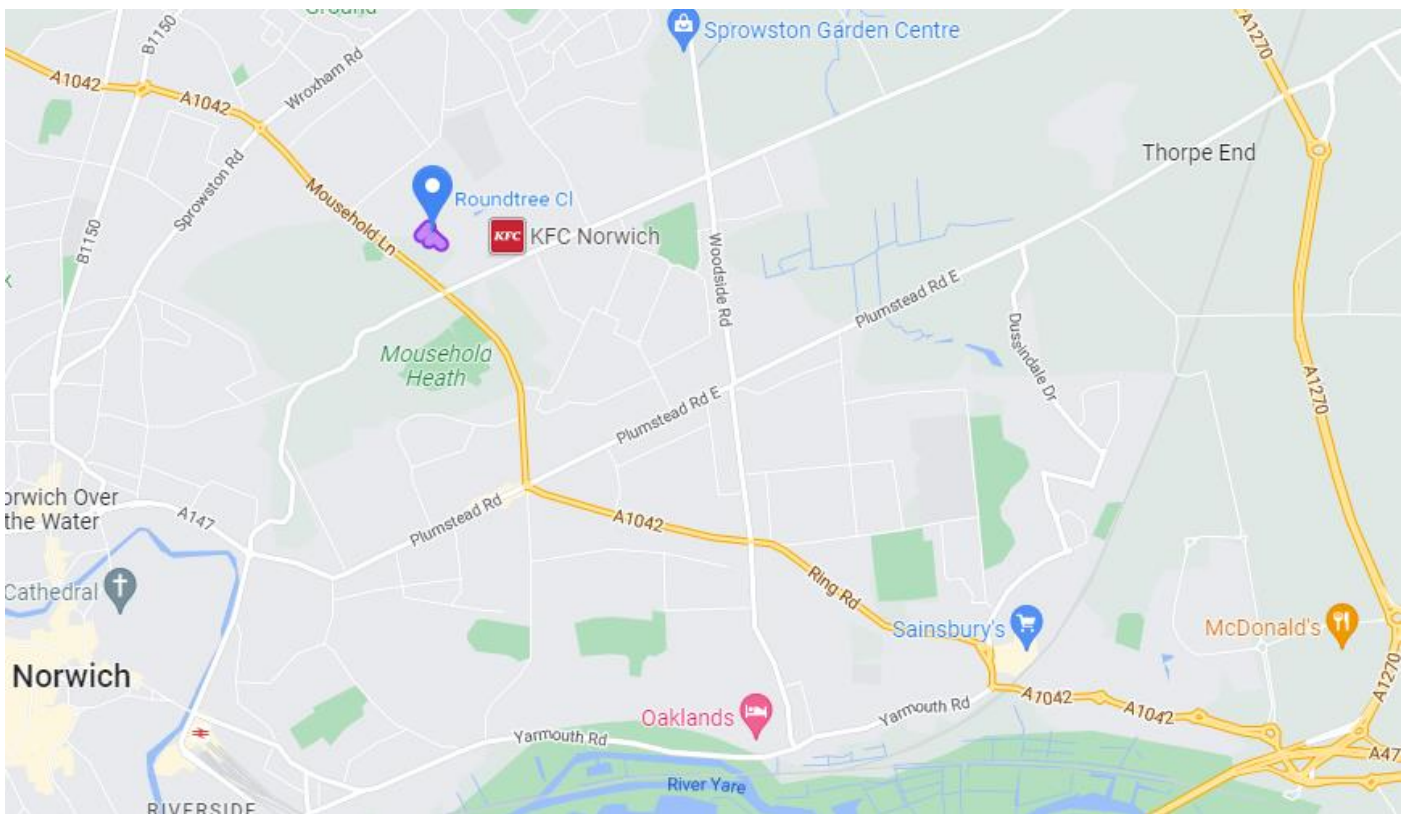 Ground
B1150
Sprowston Garden Centre
A1270
A1042
A1042
Wroxham Rd
Thorpe End
Sprowston Rd
Mousehold Ln
Roundtree Cl
KFC
KFC Norwich
B1150
Woodside Rd
Plumstead Rd E
Dussindale Dr
Mousehold
Heath
A1270
Plumstead Rd E
orwich Over
the Water
A147
Plumstead Rd
A1042
Cathedral
Ring Rd
Sainsbury's
McDonald's
Norwich
A1270
Oaklands
A1042
A1042
Yarmouth Rd
Yarmouth Rd
A47
River Yare
RIVERSIDE